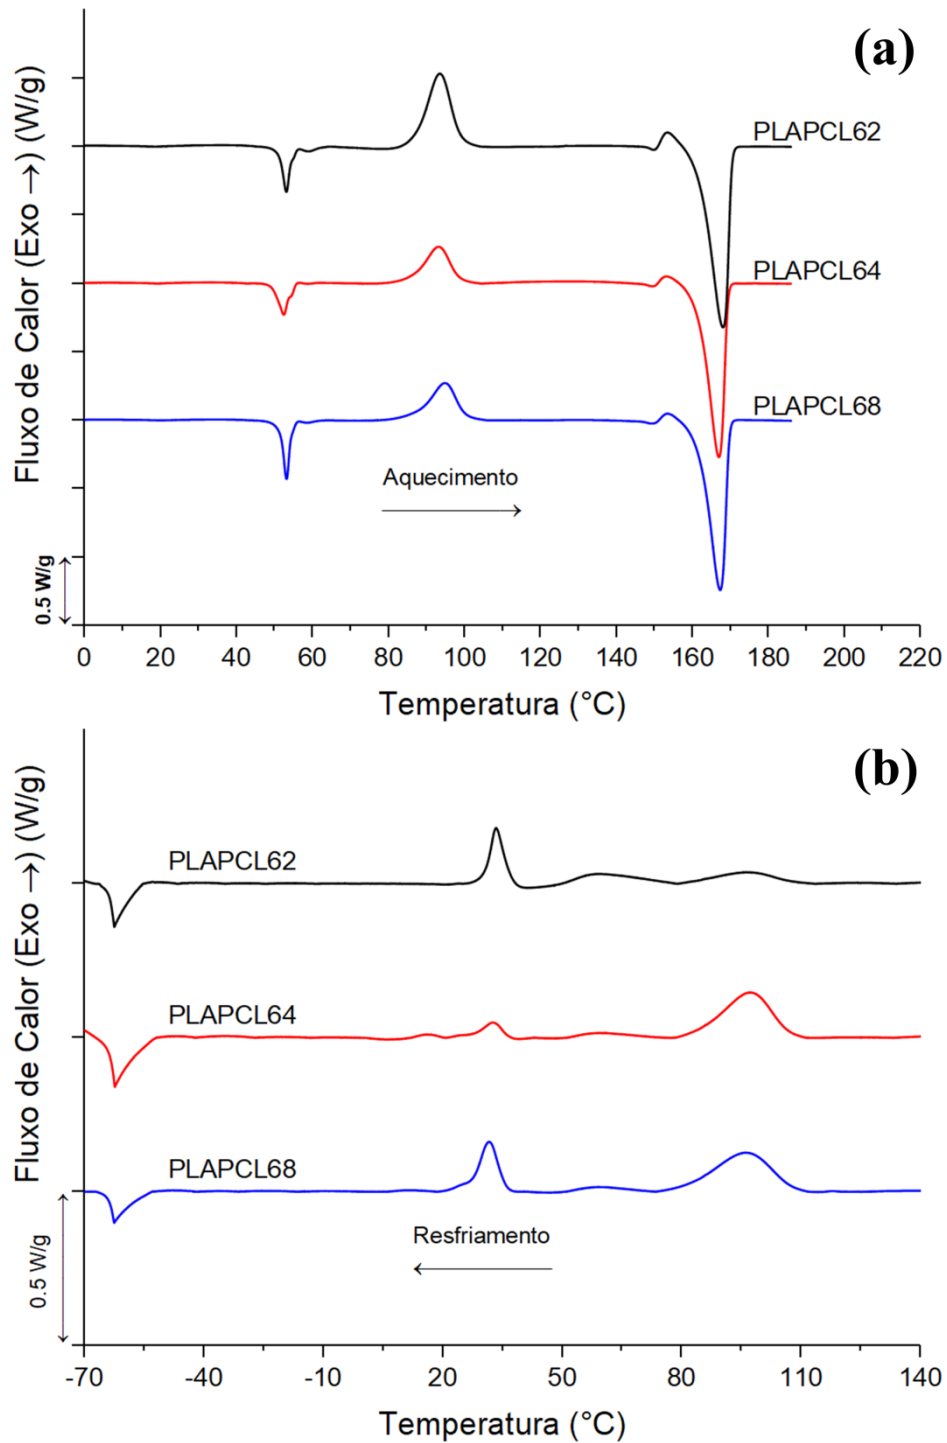 (a)
Fluxo de Calor (Exo →) (W/g)
PLAPCL62
PLAPCL64
PLAPCL68
Aquecimento
0.5 W/g
0 20 40 60 80 100 120 140 160 180 200 220
Temperatura (°C)
(b)
Fluxo de Calor (Exo →) (W/g)
PLAPCL62
PLAPCL64
PLAPCL68
Resfriamento
0.5 W/g
-70 -40 -10 20 50 80 110 140
Temperatura (°C)